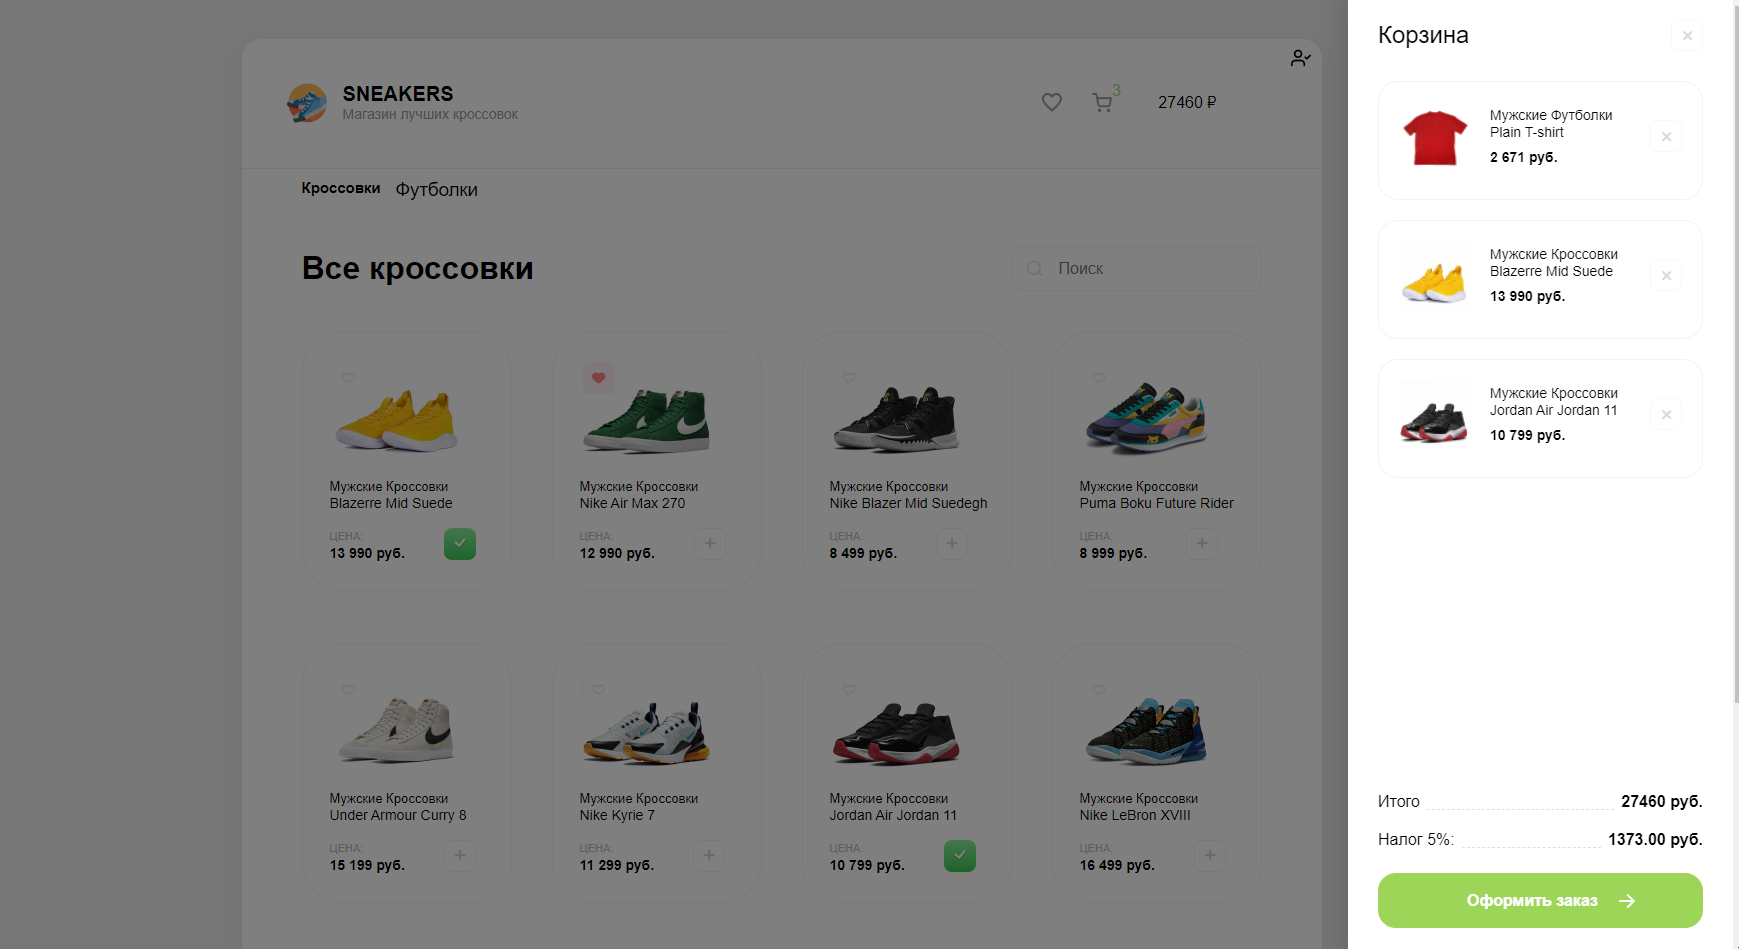 SNEAKERS
Магазин лучших кроссовок
3
27460 ₽
Кроссовки Футболки
Все кроссовки
Поиск
Мужские Кроссовки
Blazerre Mid Suede
ЦЕНА:
13 990 руб.
Мужские Кроссовки
Nike Air Max 270
ЦЕНА:
12 990 руб.
Мужские Кроссовки
Nike Blazer Mid Suedegh
ЦЕНА:
8 499 руб.
Мужские Кроссовки
Puma Boku Future Rider
ЦЕНА:
8 999 руб.
Мужские Кроссовки
Under Armour Curry 8
ЦЕНА:
15 199 руб.
Мужские Кроссовки
Nike Kyrie 7
ЦЕНА:
11 299 руб.
Мужские Кроссовки
Jordan Air Jordan 11
ЦЕНА:
10 799 руб.
Мужские Кроссовки
Nike LeBron XVIII
ЦЕНА:
16 499 руб.
Корзина
Мужские Футболки
Plain T-shirt
2 671 руб.
Мужские Кроссовки
Blazerre Mid Suede
13 990 руб.
Мужские Кроссовки
Jordan Air Jordan 11
10 799 руб.
Итого 27460 руб.
Налог 5%: 1373.00 руб.
Оформить заказ